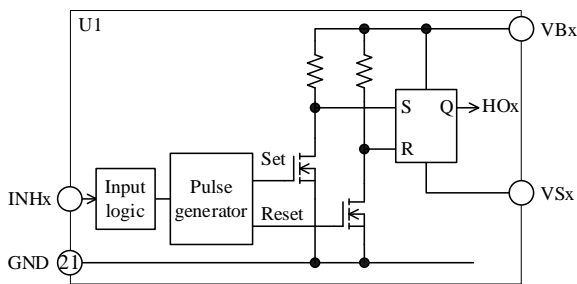 U1
VBx
S
Q
HOx
R
Set
Input
logic
Pulse
generator
INHx
VSx
Reset
GND
21